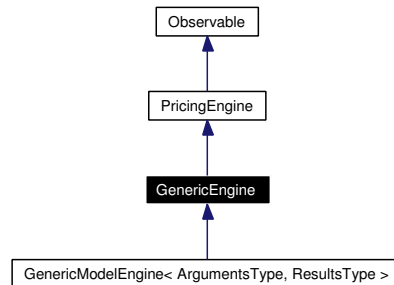 Observable
PricingEngine
GenericEngine
GenericModelEngine< ArgumentsType, ResultsType >